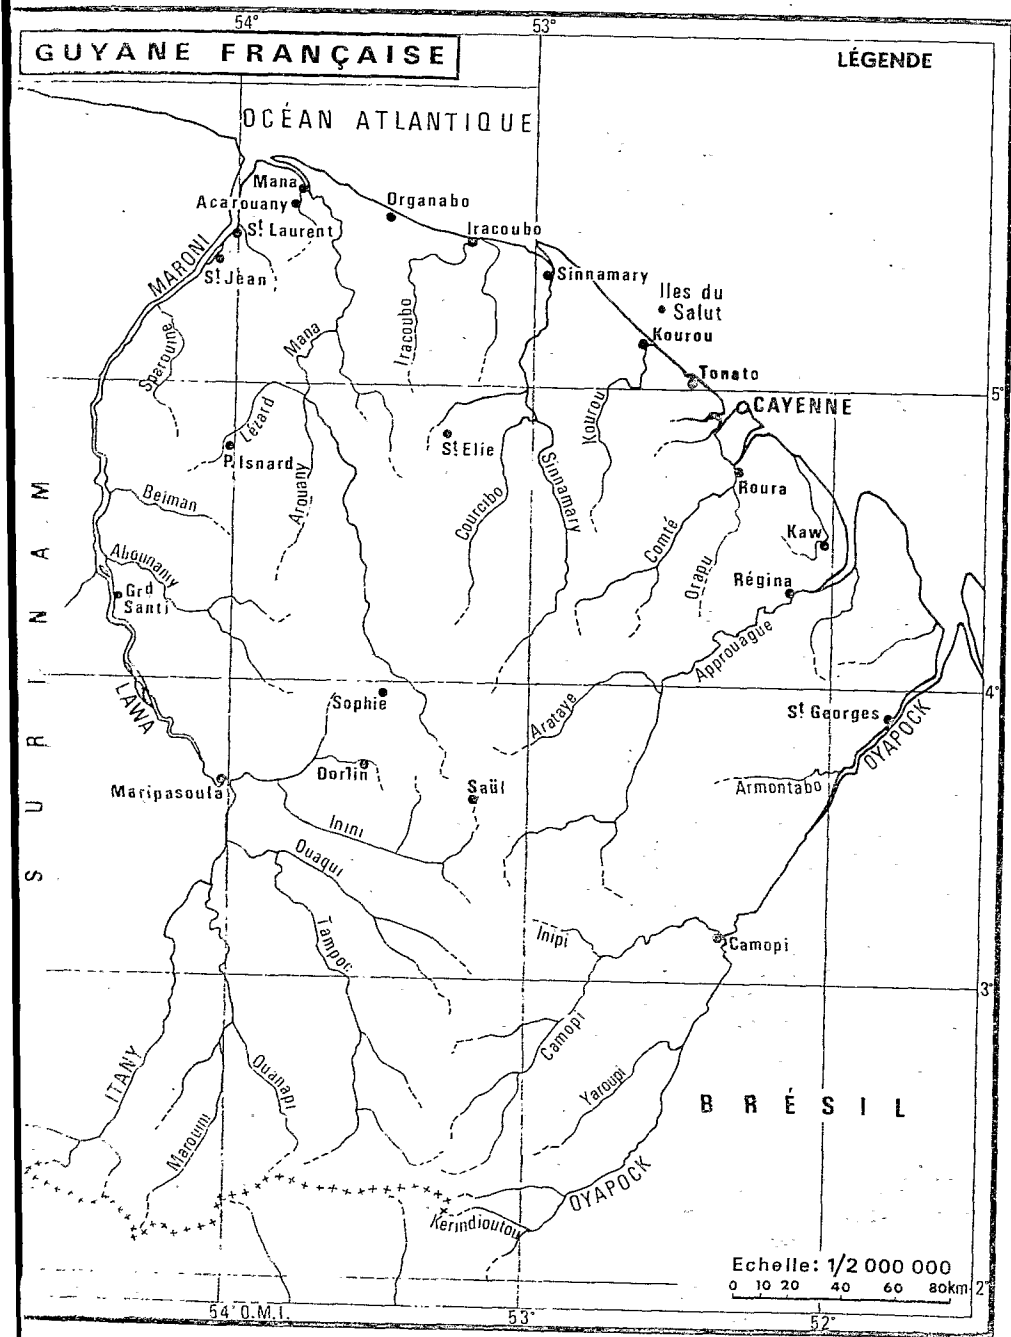 54°
53°
GUYANE FRANÇAISE
LÉGENDE
OCÉAN ATLANTIQUE
Mana
Acarouany
Organabo
St Laurent
Iracoubo
MARONI
St Jean
Sinnamary
Iles du
Salut
Kourou
Sparouine
Mana
Iracoubo
Tonato
5°
CAYENNE
Lézard
Kourou
P. Isnard
St Elie
Sinnamary
Roura
Beiman
Arouany
Courcibo
Comté
Kaw
Abounamy
Orapu
Régina
Grd
Santi
Approuague
SURINAM
LAWA
4°
Sophie
Arataye
St Georges
OYAPOCK
Dorlin
Maripasoula
Saül
Armontabo
Inini
Ouaqui
Tampoc
Inipi
Camopi
3°
Camopi
ITANY
Ouanapi
Yaroupi
BRÉSIL
Marouini
OYAPOCK
Kerindioutou
Echelle: 1/2 000 000
0 10 20 40 60 80km
2°
54° O.M.I.
53°
52°